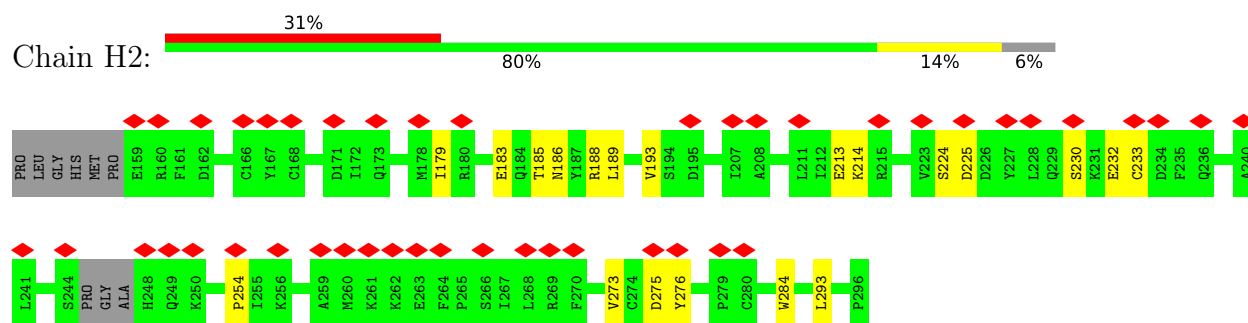 31%
Chain H2:
80% 14% 6%
PRO LEU GLY HIS MET PRO E159 R160 F161 D162 C166 Y167 C168 D171 I172 Q173 M178 I179 R180 E183 Q184 T185 N186 Y187 R188 L189 V193 S194 D195 I207 A208 L211 I212 E213 K214 R215 V223 S224 D225 D226 Y227 L228 Q229 S230 K231 E232 C233 D234 F235 Q236 A240
L241 S244 PRO GLY ALA H248 Q249 K250 P254 I255 K256 A259 M260 K261 K262 E263 F264 P265 S266 I267 L268 R269 F270 V273 C274 D275 Y276 P279 C280 W284 L293 P296